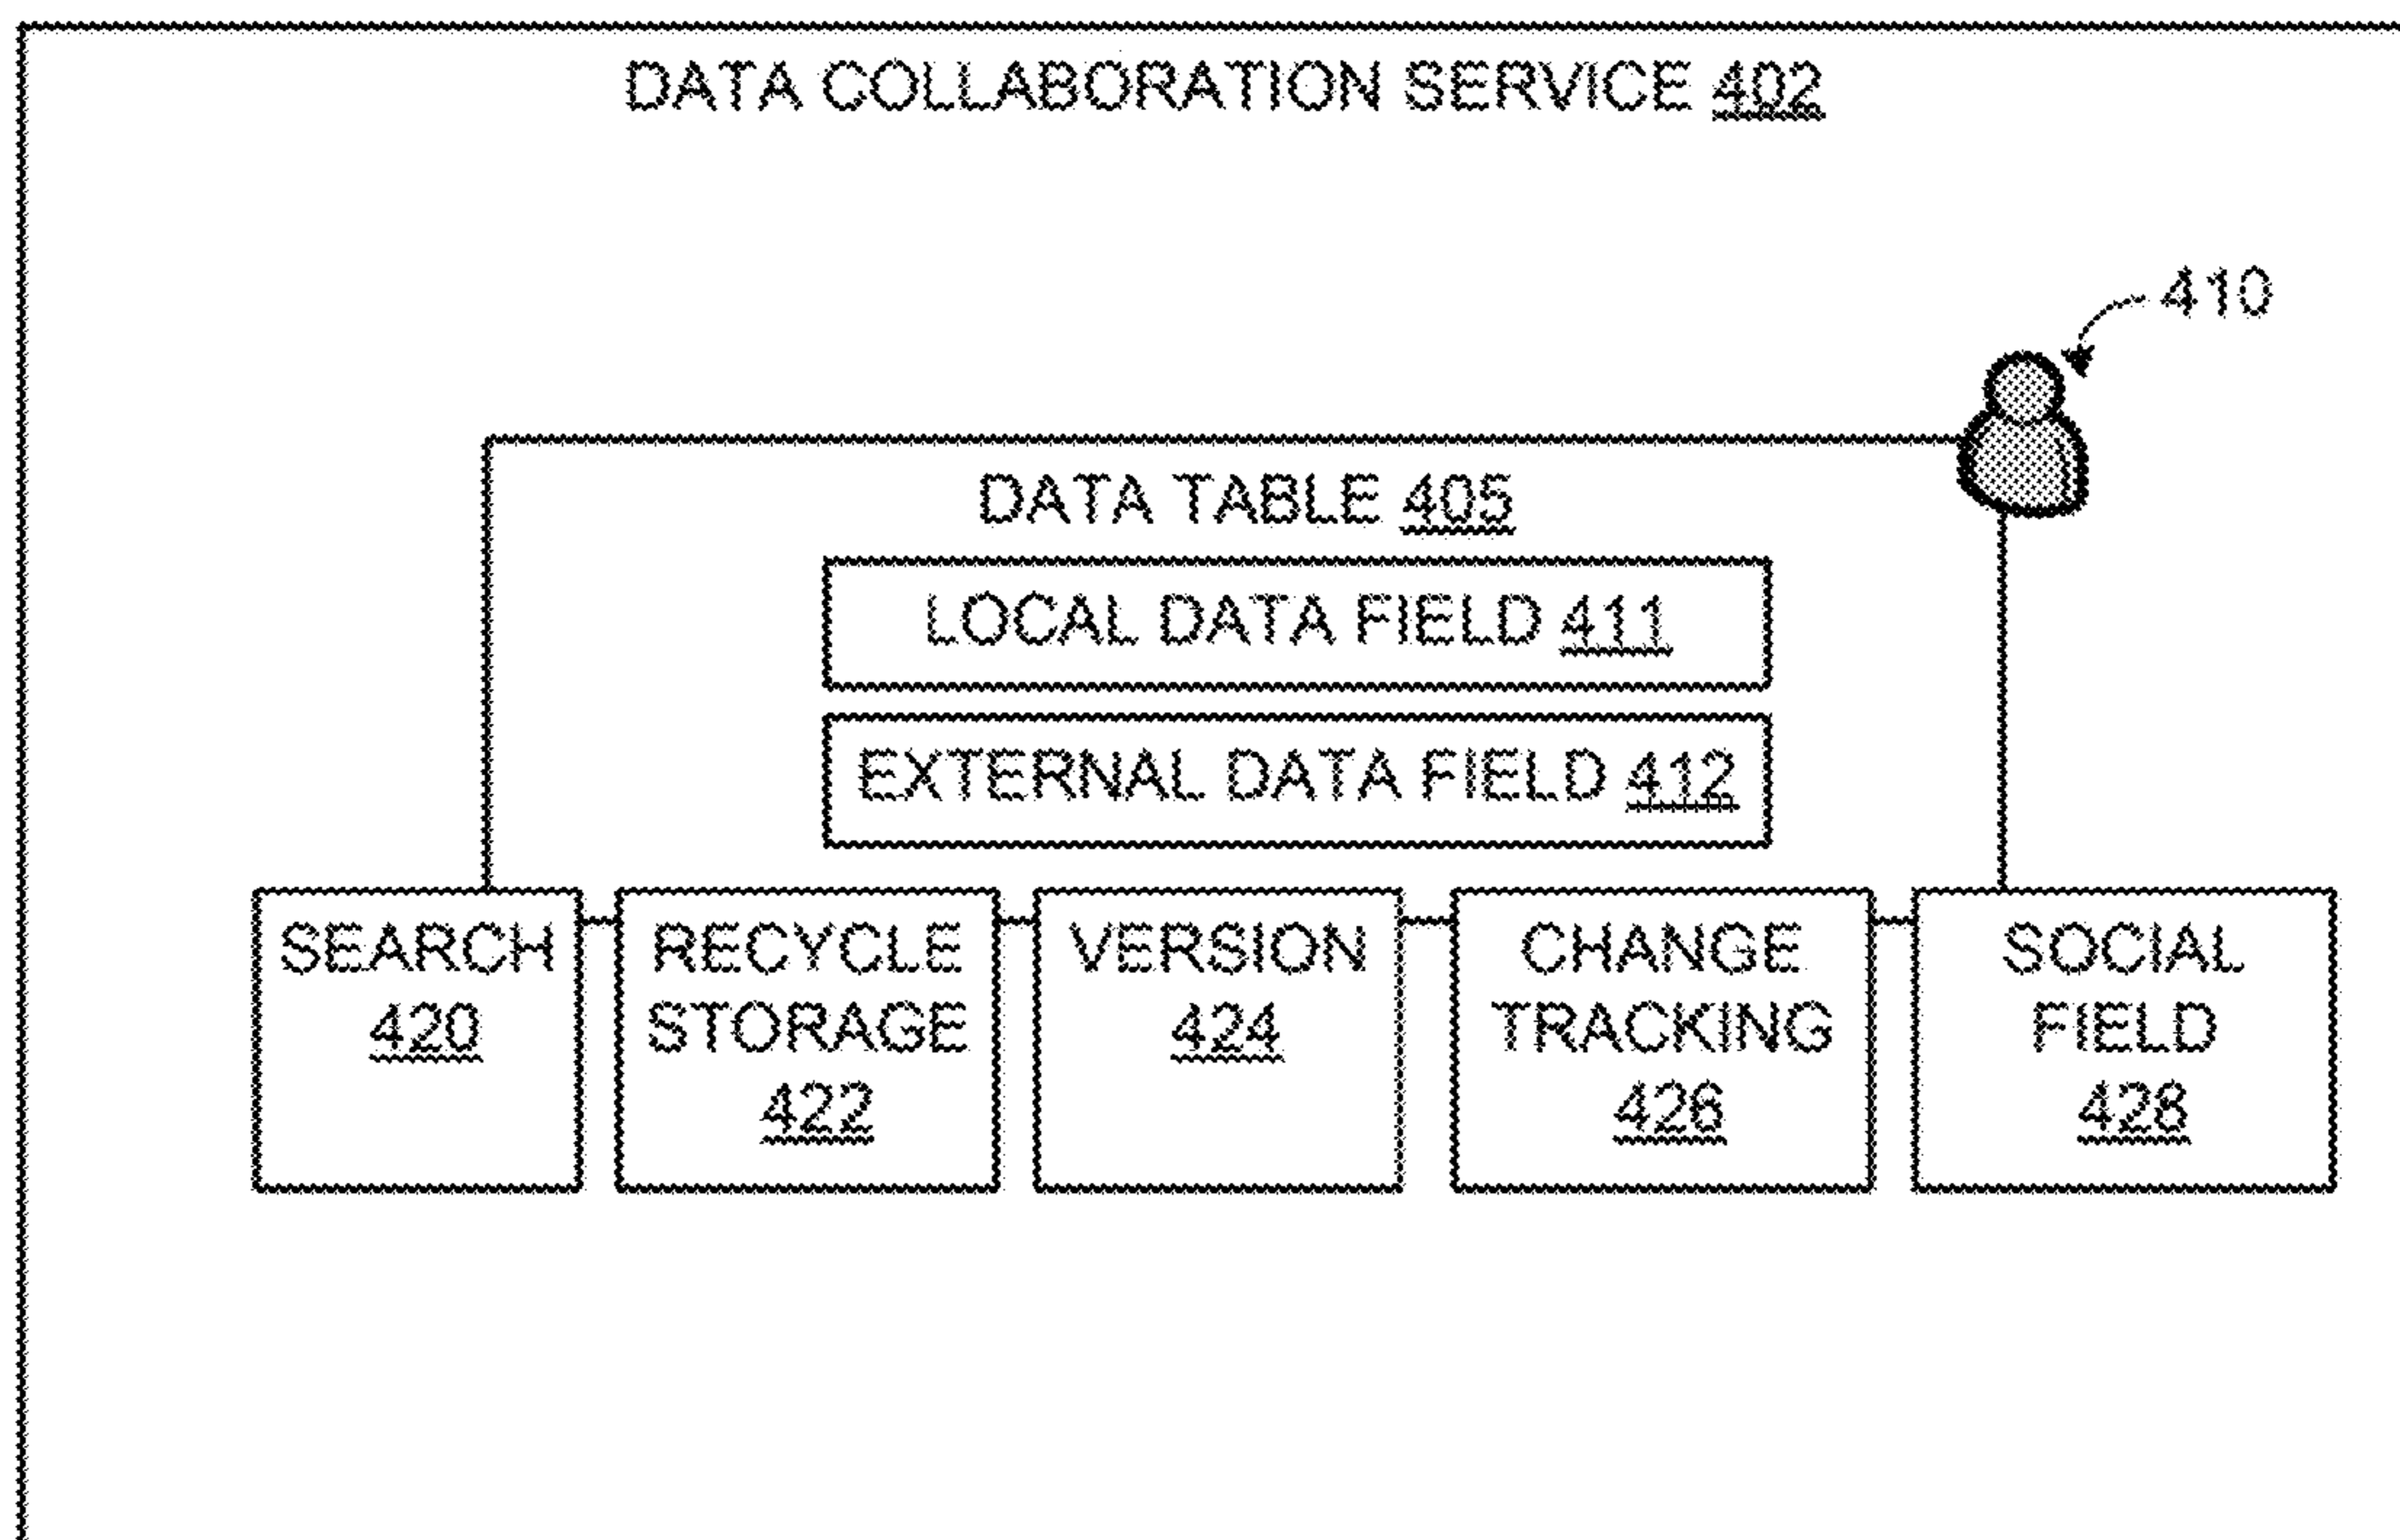 DATA COLLABORATION SERVICE 402
410
DATA TABLE 405
LOCAL DATA FIELD 411
EXTERNAL DATA FIELD 412
SEARCH
420
RECYCLE
STORAGE
422
VERSION
424
CHANGE
TRACKING
426
SOCIAL
FIELD
428